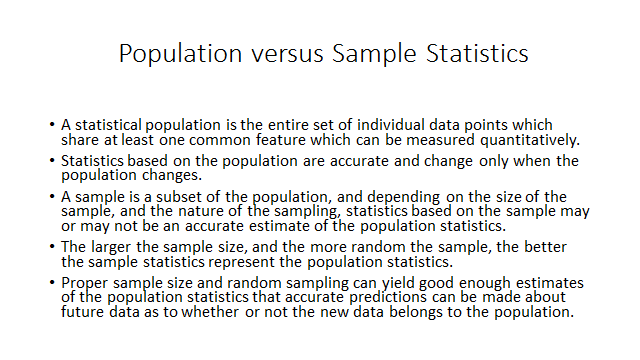 Population versus Sample Statistics
• A statistical population is the entire set of individual data points which
share at least one common feature which can be measured quantitatively.
• Statistics based on the population are accurate and change only when the
population changes.
• A sample is a subset of the population, and depending on the size of the
sample, and the nature of the sampling, statistics based on the sample may
or may not be an accurate estimate of the population statistics.
• The larger the sample size, and the more random the sample, the better
the sample statistics represent the population statistics.
• Proper sample size and random sampling can yield good enough estimates
of the population statistics that accurate predictions can be made about
future data as to whether or not the new data belongs to the population.